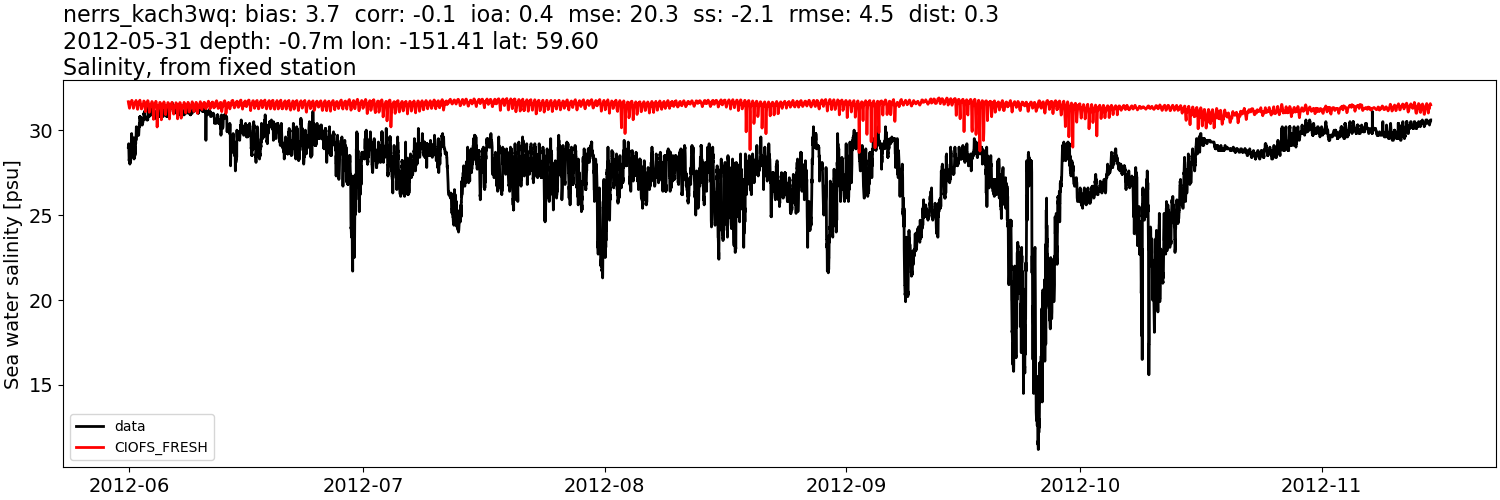 nerrs_kach3wq: bias: 3.7  corr: -0.1  ioa: 0.4  mse: 20.3  ss: -2.1  rmse: 4.5  dist: 0.3
2012-05-31 depth: -0.7m lon: -151.41 lat: 59.60
Salinity, from fixed station
Sea water salinity [psu]
30
25
20
15
data
CIOFS_FRESH
2012-06
2012-07
2012-08
2012-09
2012-10
2012-11